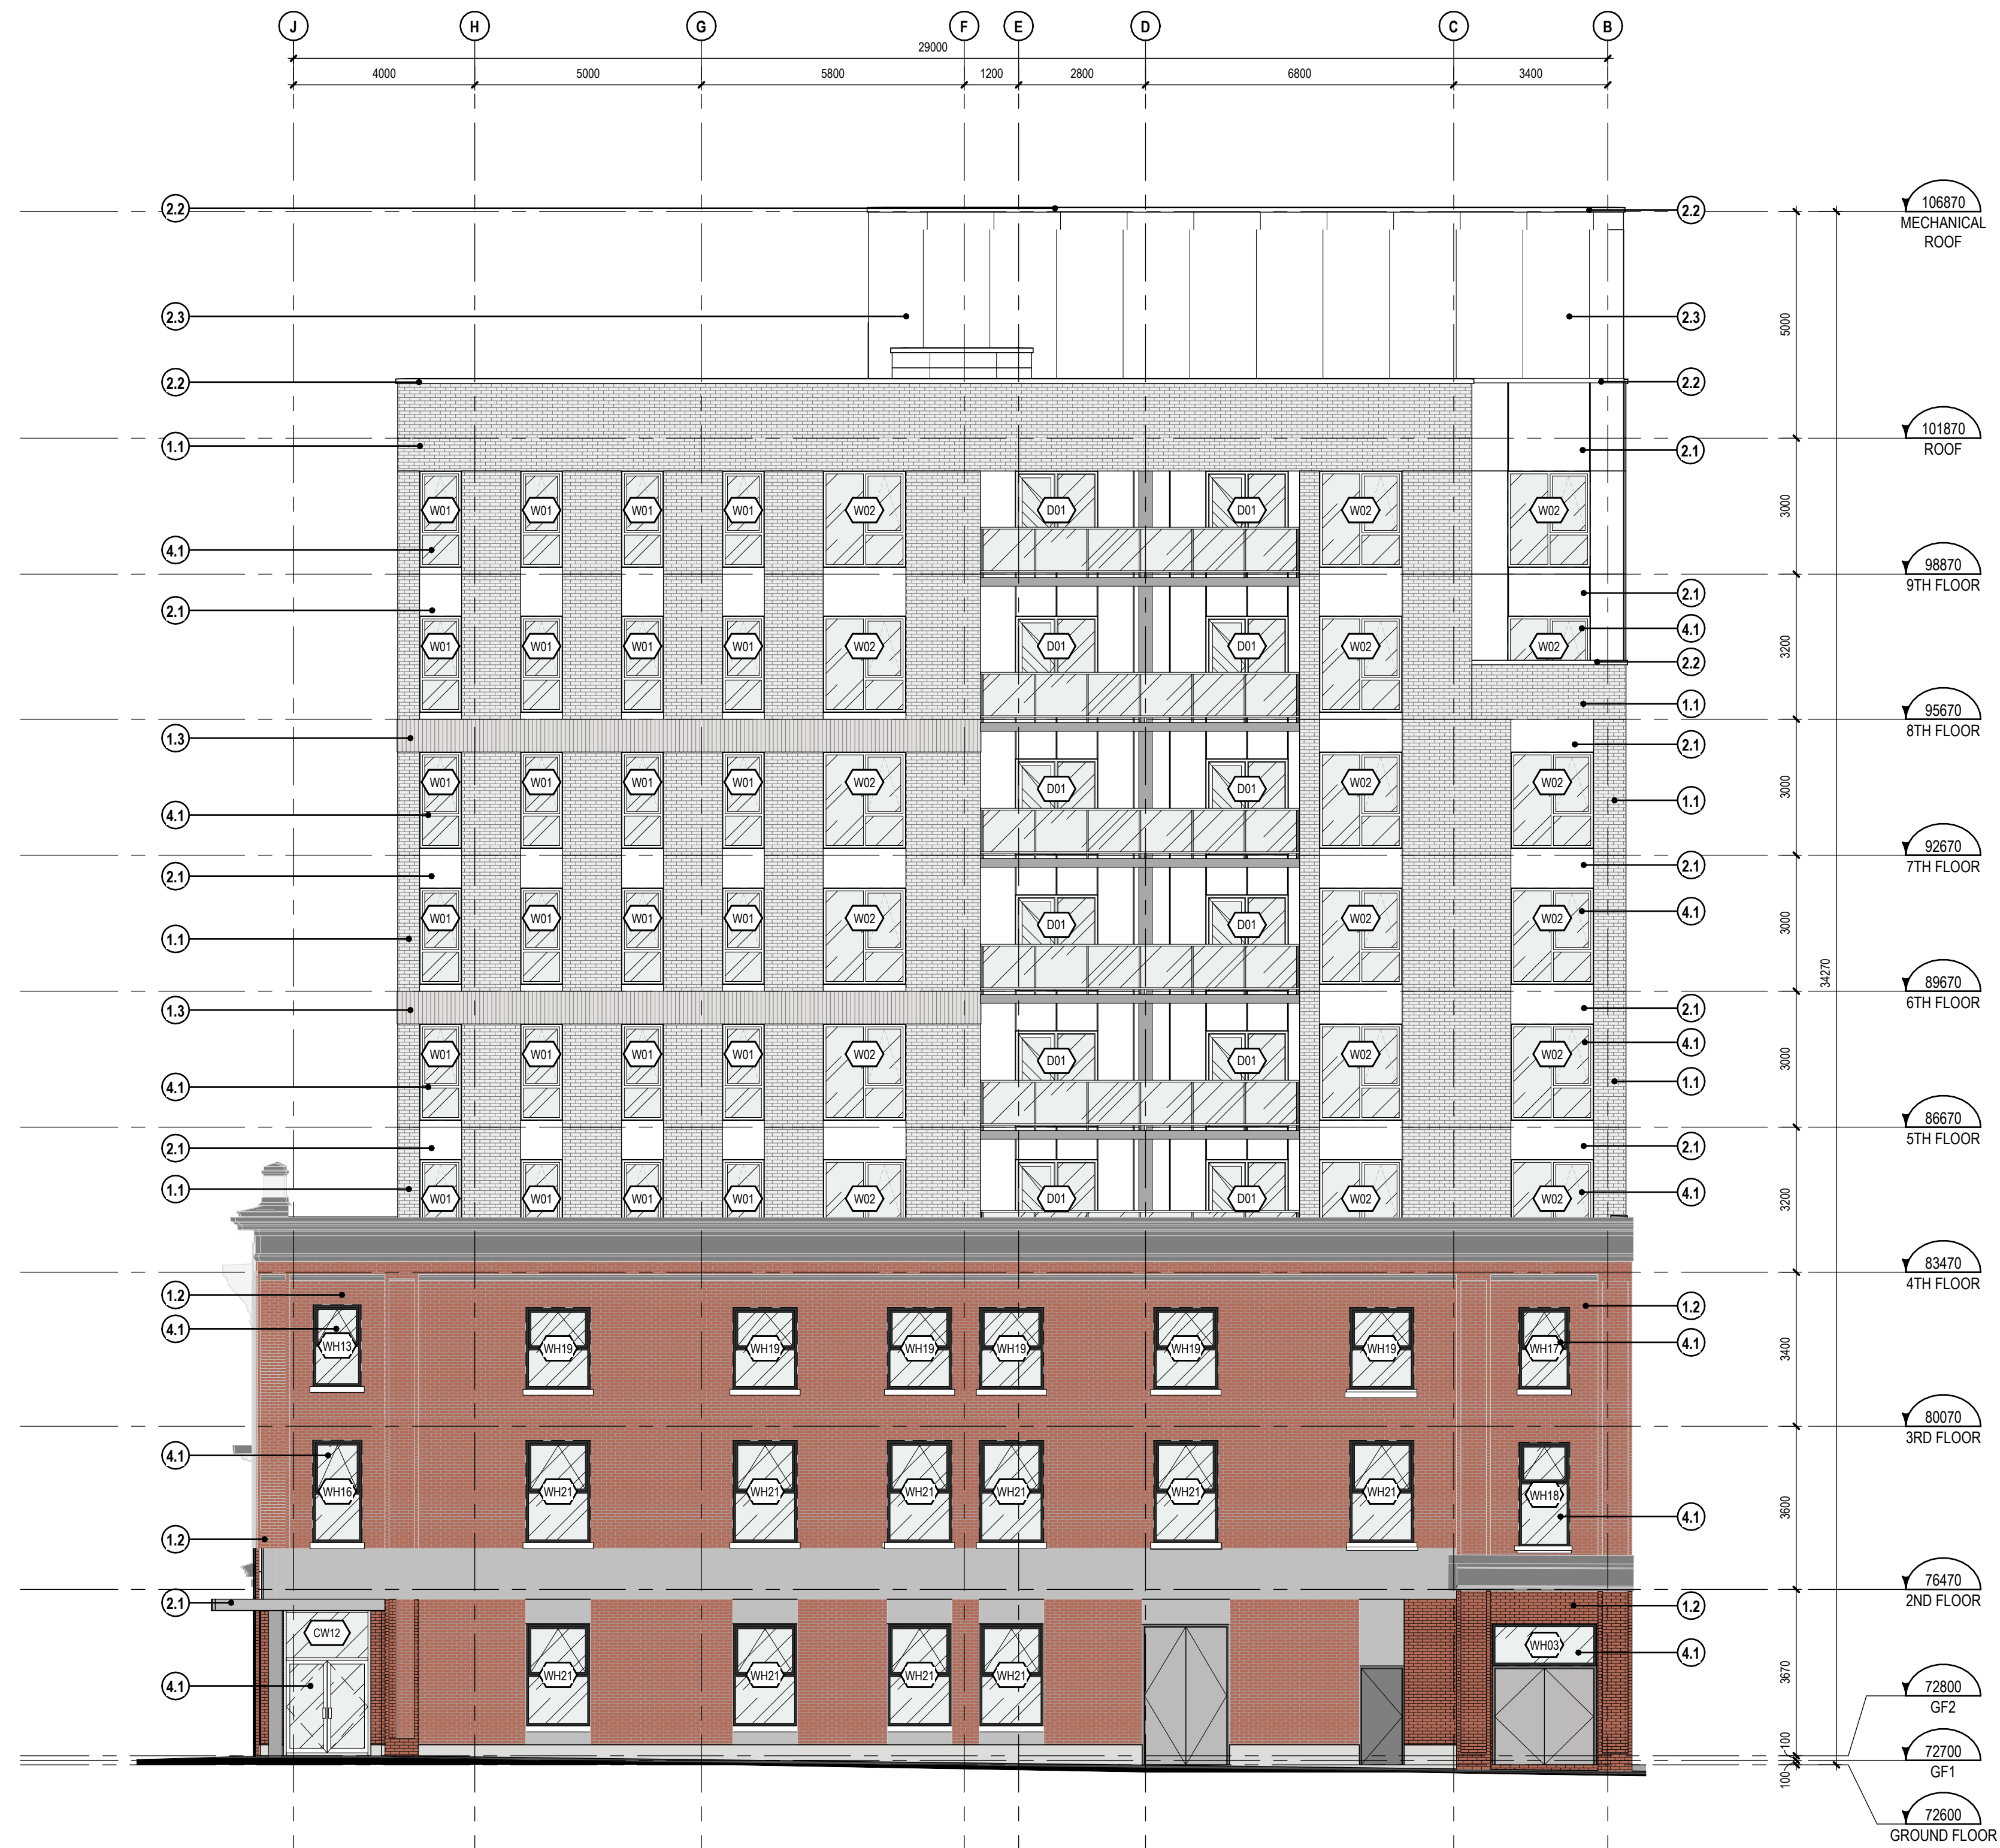 J H G F E D C B
29000
4000 5000 5800 1200 2800 6800 3400
2.2 2.2 106870
MECHANICAL
ROOF
2.3 2.3 5000
2.2 2.2
1.1 2.1 101870
ROOF
W01 W01 W01 W01 W02 D01 D01 W02 W02 3000
4.1
98870
9TH FLOOR
2.1 2.1
4.1
W01 W01 W01 W01 W02 D01 D01 W02 W02 3200
2.2
1.1 95670
8TH FLOOR
1.3 2.1
W01 W01 W01 W01 W02 D01 D01 W02 W02 3000
4.1 1.1
92670
7TH FLOOR
2.1 2.1
W01 W01 W01 W01 W02 D01 D01 W02 W02 4.1 3000
1.1
34270
89670
6TH FLOOR
1.3 2.1
4.1
W01 W01 W01 W01 W02 D01 D01 W02 W02 3000
4.1 1.1
86670
5TH FLOOR
2.1 2.1
1.1 W01 W01 W01 W01 W02 D01 D01 W02 W02 4.1 3200
83470
4TH FLOOR
1.2 1.2
4.1 4.1
WH13 WH19 WH19 WH19 WH19 WH19 WH19 WH17 3400
80070
3RD FLOOR
4.1
WH16 WH21 WH21 WH21 WH21 WH21 WH21 WH18 3600
4.1
1.2
76470
2ND FLOOR
2.1 1.2
CW12 WH03 4.1
4.1 WH21 WH21 WH21 WH21 3670
72800
GF2
100
72700
GF1
100
72600
GROUND FLOOR